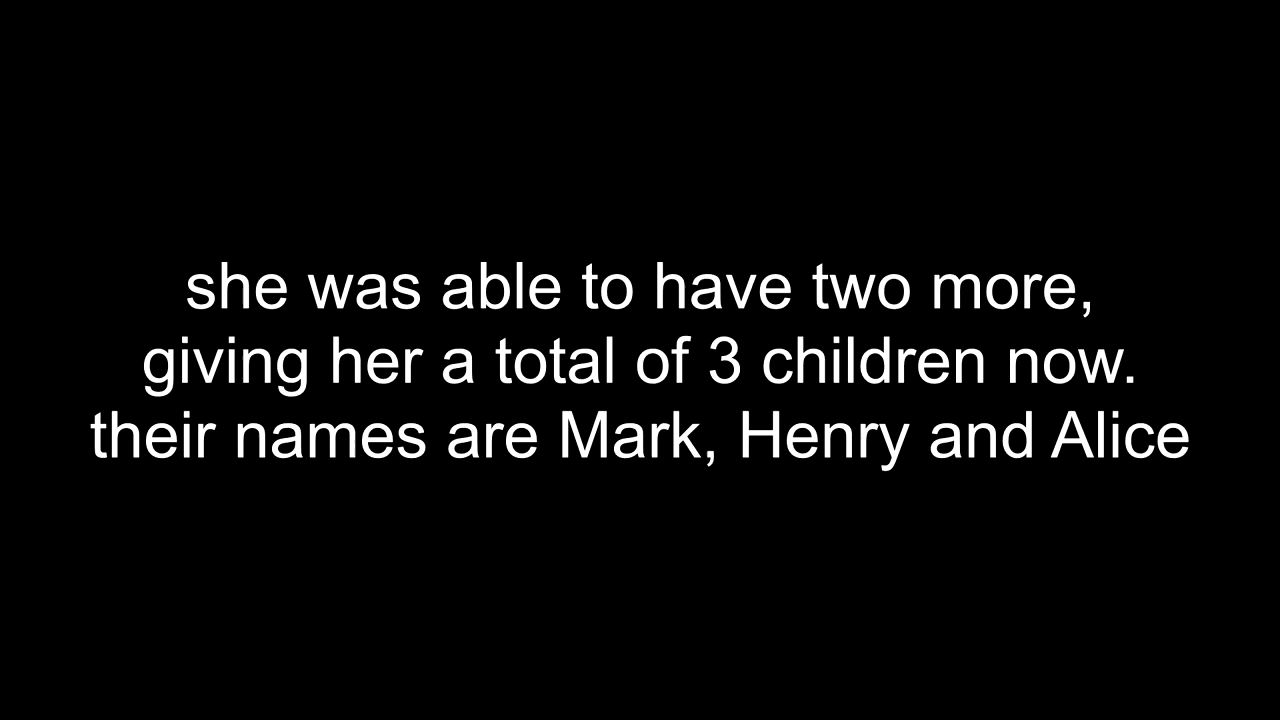 she was able to have two more,
giving her a total of 3 children now.
their names are Mark, Henry and Alice